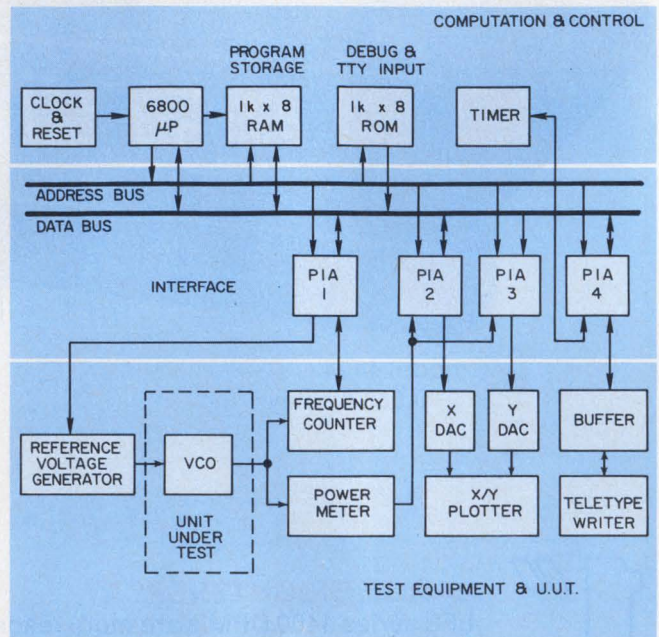 COMPUTATION & CONTROL
PROGRAM
STORAGE
DEBUG &
TTY INPUT
CLOCK
&
RESET
6800
μP
1k x 8
RAM
1k x 8
ROM
TIMER
ADDRESS BUS
DATA BUS
INTERFACE
PIA
1
PIA
2
PIA
3
PIA
4
REFERENCE
VOLTAGE
GENERATOR
VCO
UNIT
UNDER
TEST
FREQUENCY
COUNTER
POWER
METER
X
DAC
Y
DAC
X/Y
PLOTTER
BUFFER
TELETYPE
WRITER
TEST EQUIPMENT & U.U.T.